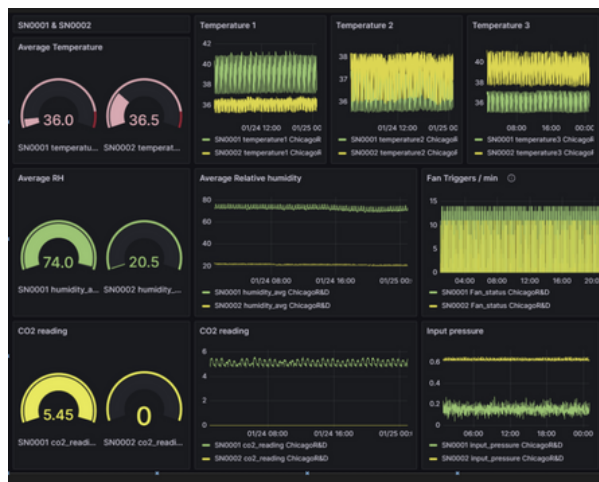 SN0001 & SN0002
Average Temperature
36.0
36.5
SN0001 temperatu...
SN0002 temperat...
Temperature 1
42
40
38
36
01/24 12:00
01/25 00
SN0001 temperature1 ChicagoR
SN0002 temperature1 ChicagoR
Temperature 2
38
37
36
01/24 12:00
01/25 00
SN0001 temperature2 ChicagoR
SN0002 temperature2 ChicagoR
Temperature 3
40
38
36
08:00
16:00
00:00
SN0001 temperature3 ChicagoR
SN0002 temperature3 ChicagoR
Average RH
74.0
20.5
SN0001 humidity_a...
SN0002 humidity_...
Average Relative humidity
80
60
40
20
01/24 08:00
01/24 16:00
01/25 00:
SN0001 humidity_avg ChicagoR&D
SN0002 humidity_avg ChicagoR&D
Fan Triggers / min
15
10
5
0
04:00
08:00
12:00
16:00
20:0
SN0001 Fan_status ChicagoR&D
SN0002 Fan_status ChicagoR&D
CO2 reading
5.45
0
SN0001 co2_readi...
SN0002 co2_readi...
CO2 reading
6
4
2
0
01/24 08:00
01/24 16:00
01/25 00:
SN0001 co2_reading ChicagoR&D
SN0002 co2_reading ChicagoR&D
Input pressure
0.6
0.4
0.2
0
06:00
12:00
18:00
00:00
SN0001 input_pressure ChicagoR&D
SN0002 input_pressure ChicagoR&D